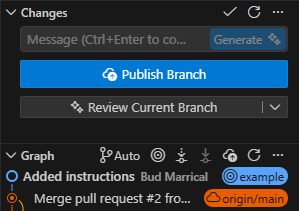 Changes
Message (Ctrl+Enter to co...
Generate
Publish Branch
Review Current Branch
Graph
Auto
Added instructions Bud Marrical
example
Merge pull request #2 fro...
origin/main